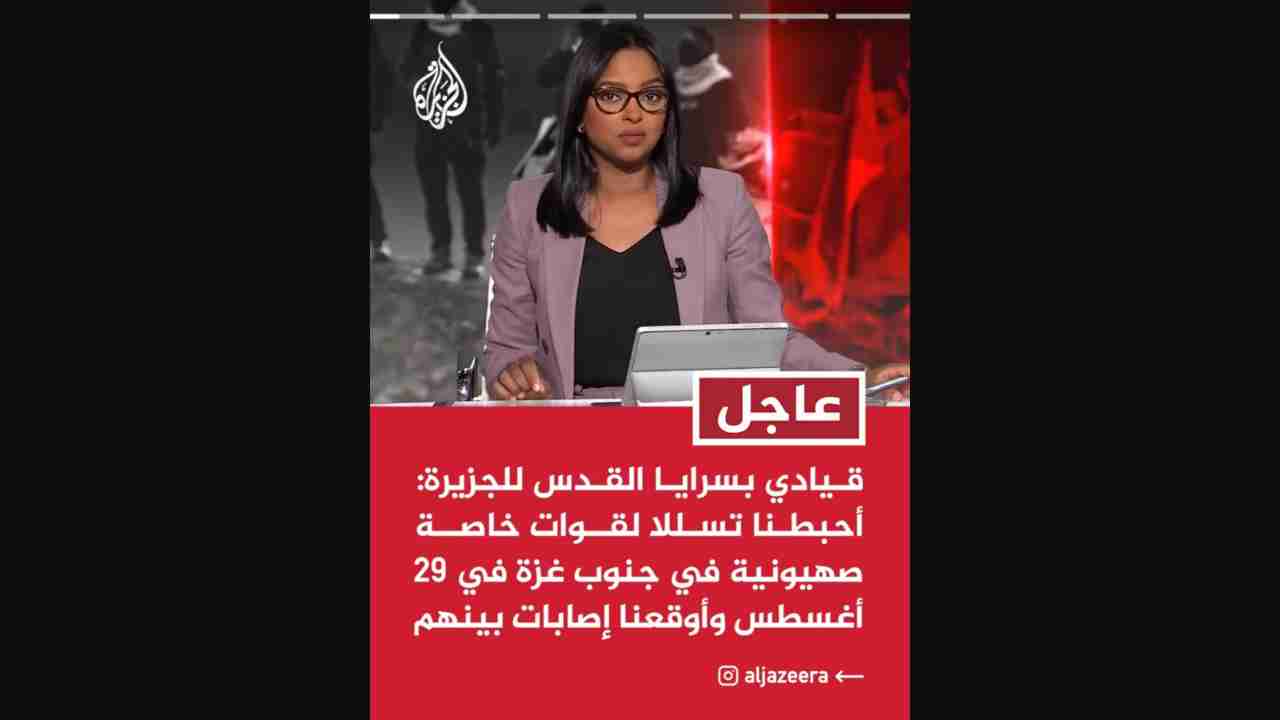 الجزيرة
عاجل
قيادي بسرايا القدس للجزيرة:
أحبطنا تسللا لقوات خاصة
صهيونية في جنوب غزة في 29
أغسطس وأوقعنا إصابات بينهم
aljazeera